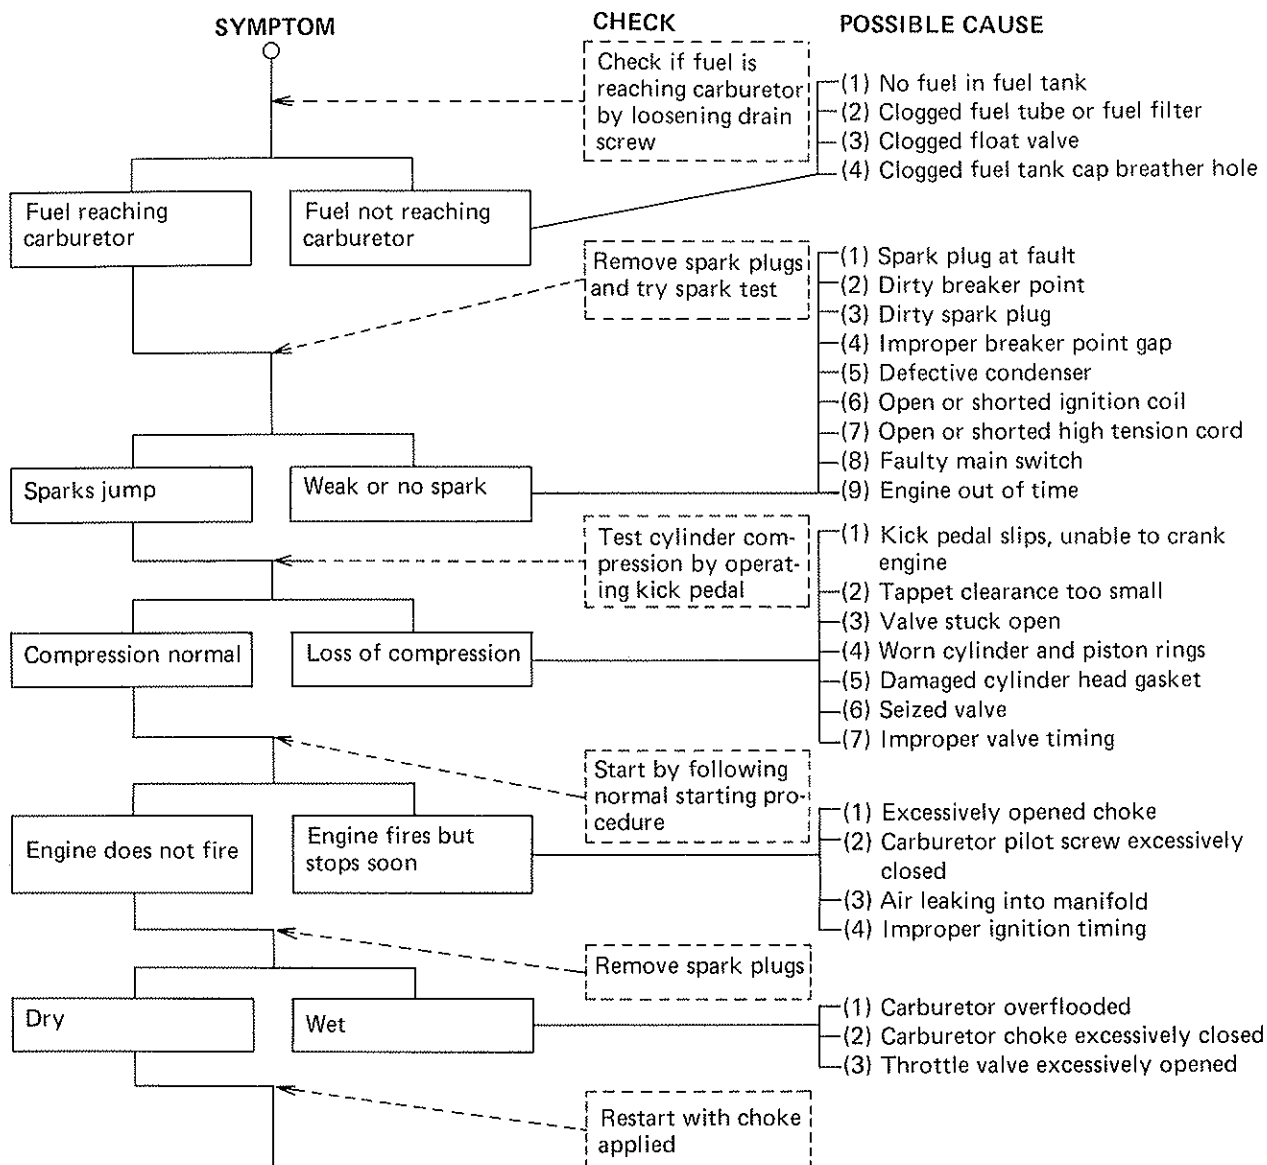 SYMPTOM
CHECK
POSSIBLE CAUSE
Check if fuel is
reaching carburetor
by loosening drain
screw
(1) No fuel in fuel tank
(2) Clogged fuel tube or fuel filter
(3) Clogged float valve
(4) Clogged fuel tank cap breather hole
Fuel reaching
carburetor
Fuel not reaching
carburetor
Remove spark plugs
and try spark test
(1) Spark plug at fault
(2) Dirty breaker point
(3) Dirty spark plug
(4) Improper breaker point gap
(5) Defective condenser
(6) Open or shorted ignition coil
(7) Open or shorted high tension cord
(8) Faulty main switch
(9) Engine out of time
Sparks jump
Weak or no spark
Test cylinder com-
pression by operat-
ing kick pedal
(1) Kick pedal slips, unable to crank
engine
(2) Tappet clearance too small
(3) Valve stuck open
(4) Worn cylinder and piston rings
(5) Damaged cylinder head gasket
(6) Seized valve
(7) Improper valve timing
Compression normal
Loss of compression
Start by following
normal starting pro-
cedure
(1) Excessively opened choke
(2) Carburetor pilot screw excessively
closed
(3) Air leaking into manifold
(4) Improper ignition timing
Engine does not fire
Engine fires but
stops soon
Remove spark plugs
Dry
Wet
(1) Carburetor overflooded
(2) Carburetor choke excessively closed
(3) Throttle valve excessively opened
Restart with choke
applied